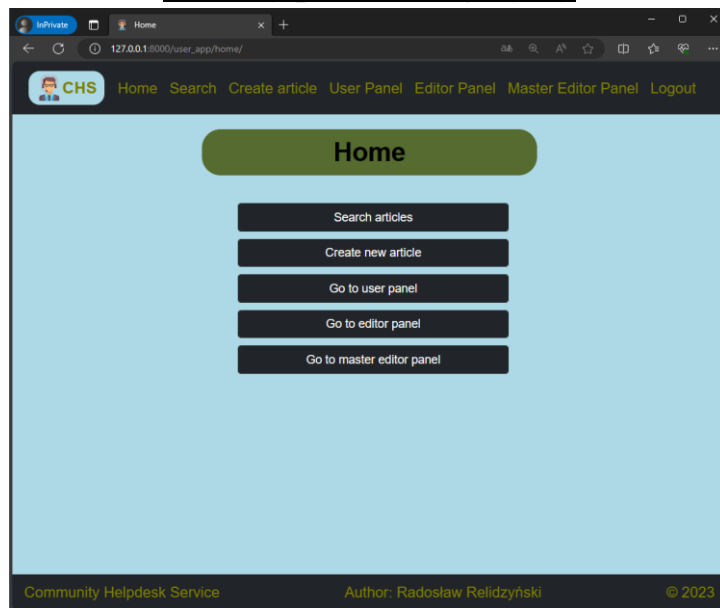 InPrivate
Home
127.0.0.1:8000/user_app/home/
CHS Home Search Create article User Panel Editor Panel Master Editor Panel Logout
Home
Search articles
Create new article
Go to user panel
Go to editor panel
Go to master editor panel
Community Helpdesk Service Author: Radosław Relidzyński © 2023